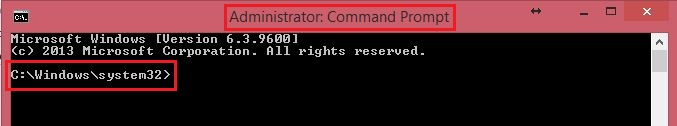 Administrator: Command Prompt
Microsoft Windows [Version 6.3.9600]
(c) 2013 Microsoft Corporation. All rights reserved.
C:\Windows\system32>